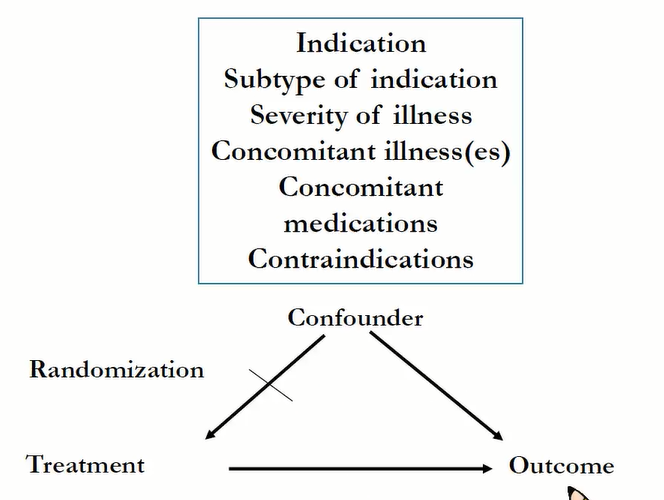 Indication
Subtype of indication
Severity of illness
Concomitant illness(es)
Concomitant
medications
Contraindications
Confounder
Randomization
Treatment
Outcome